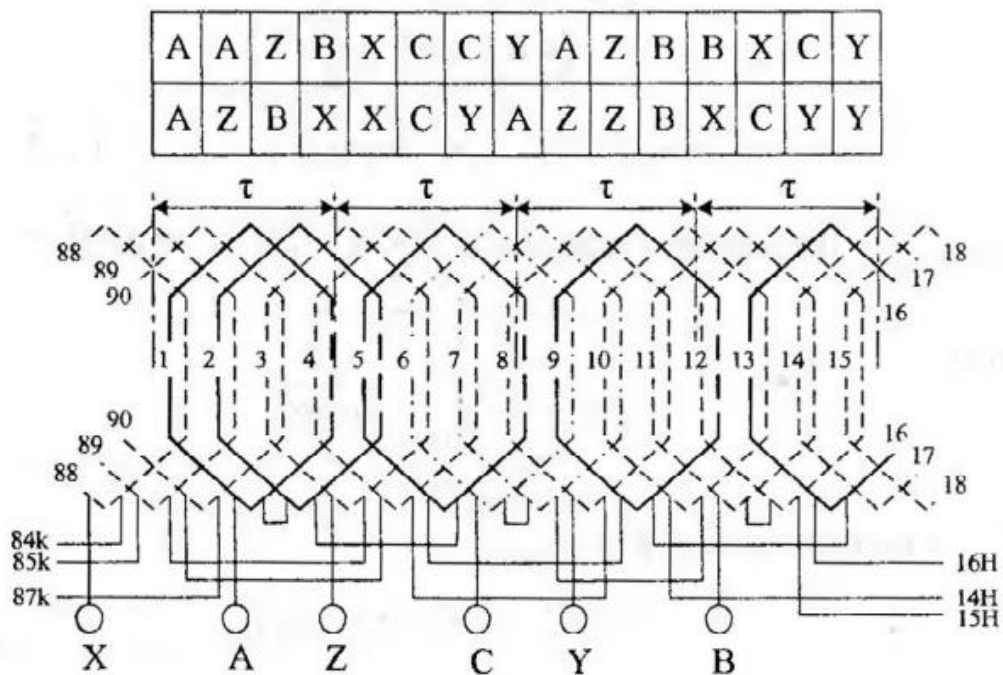 A A Z B X C C Y A Z B B X C Y
A Z B X X C Y A Z Z B X C Y Y
τ τ τ τ
88 18
89 17
90 16
1 2 3 4 5 6 7 8 9 10 11 12 13 14 15
90 16
89 17
88 18
84k
85k 16H
87k 14H
15H
X A Z C Y B